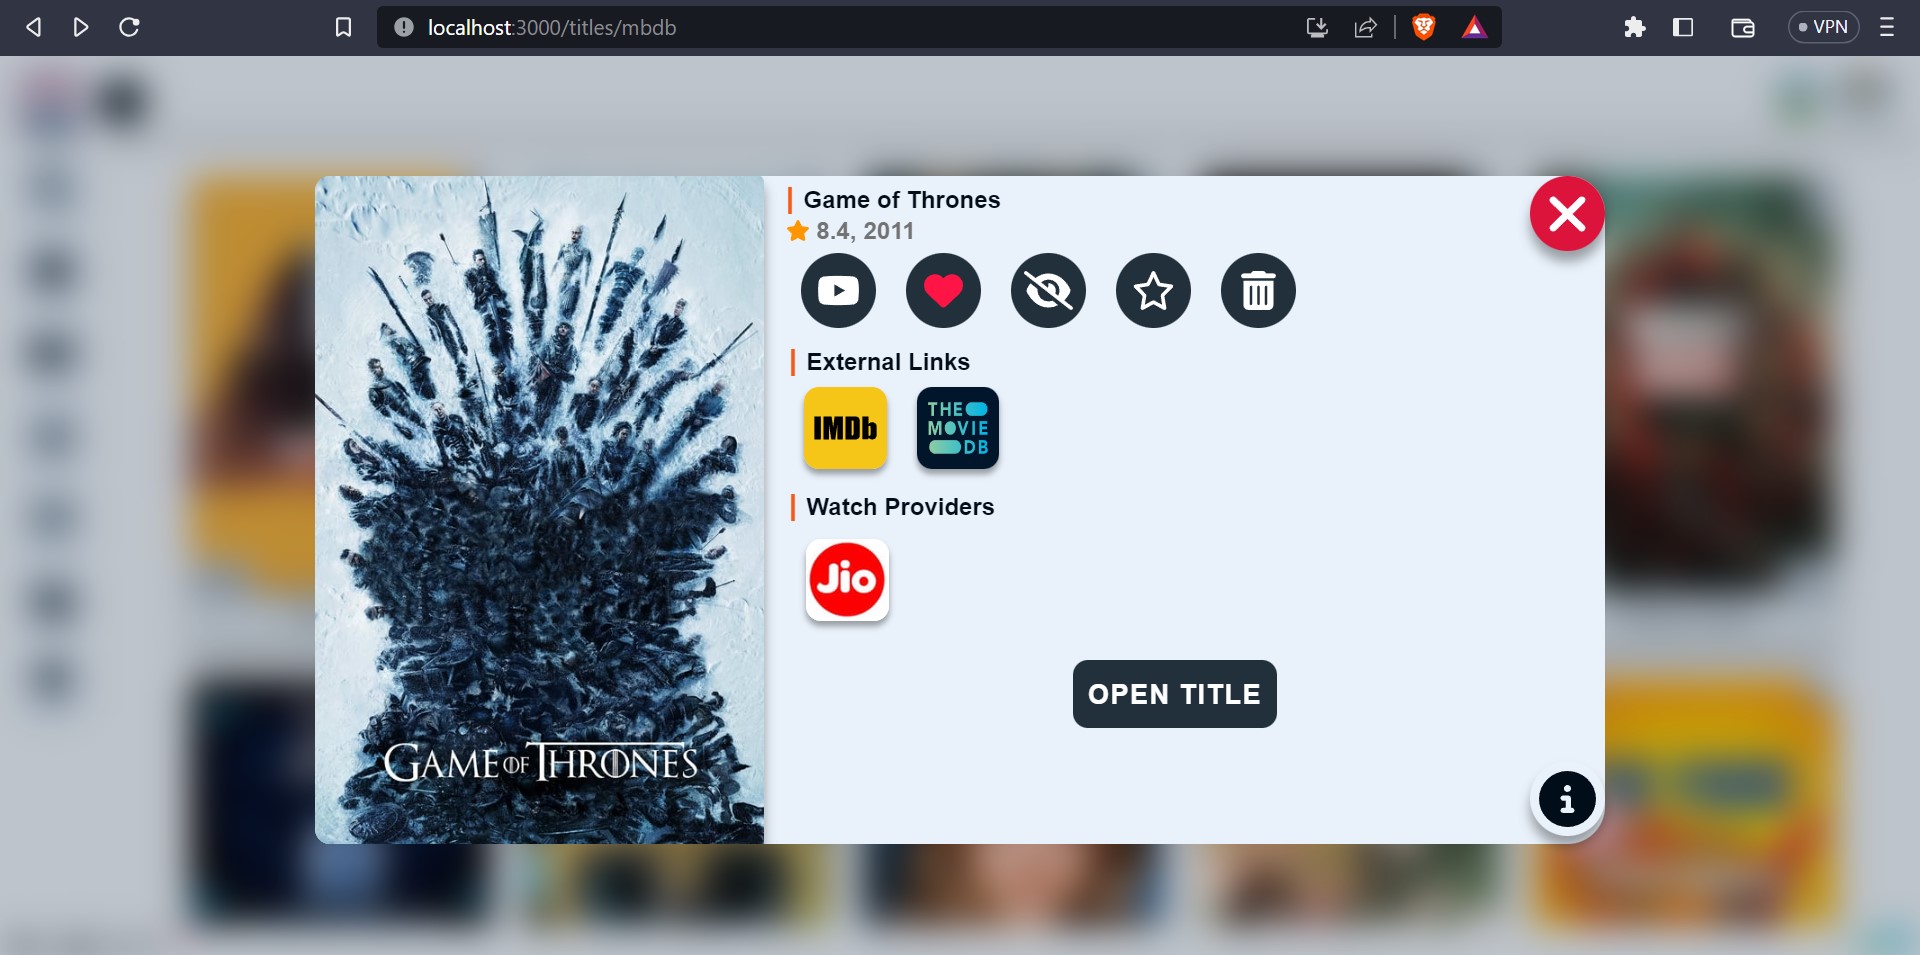 localhost:3000/titles/mbdb
VPN
Game of Thrones
8.4, 2011
External Links
IMDb
THE
MOVIE
DB
Watch Providers
Jio
OPEN TITLE
GAME OF THRONES